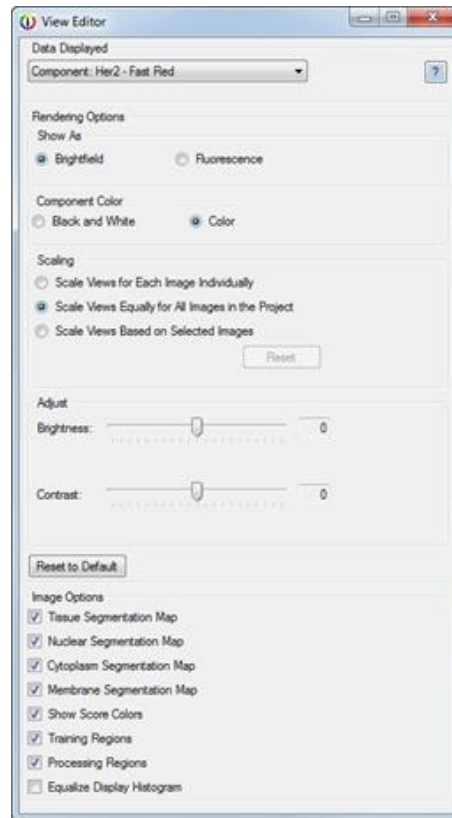 View Editor
Data Displayed
Component: Her2 - Fast Red
?
Rendering Options
Show As
Brightfield
Fluorescence
Component Color
Black and White
Color
Scaling
Scale Views for Each Image Individually
Scale Views Equally for All Images in the Project
Scale Views Based on Selected Images
Reset
Adjust
Brightness:
0
Contrast:
0
Reset to Default
Image Options
Tissue Segmentation Map
Nuclear Segmentation Map
Cytoplasm Segmentation Map
Membrane Segmentation Map
Show Score Colors
Training Regions
Processing Regions
Equalize Display Histogram